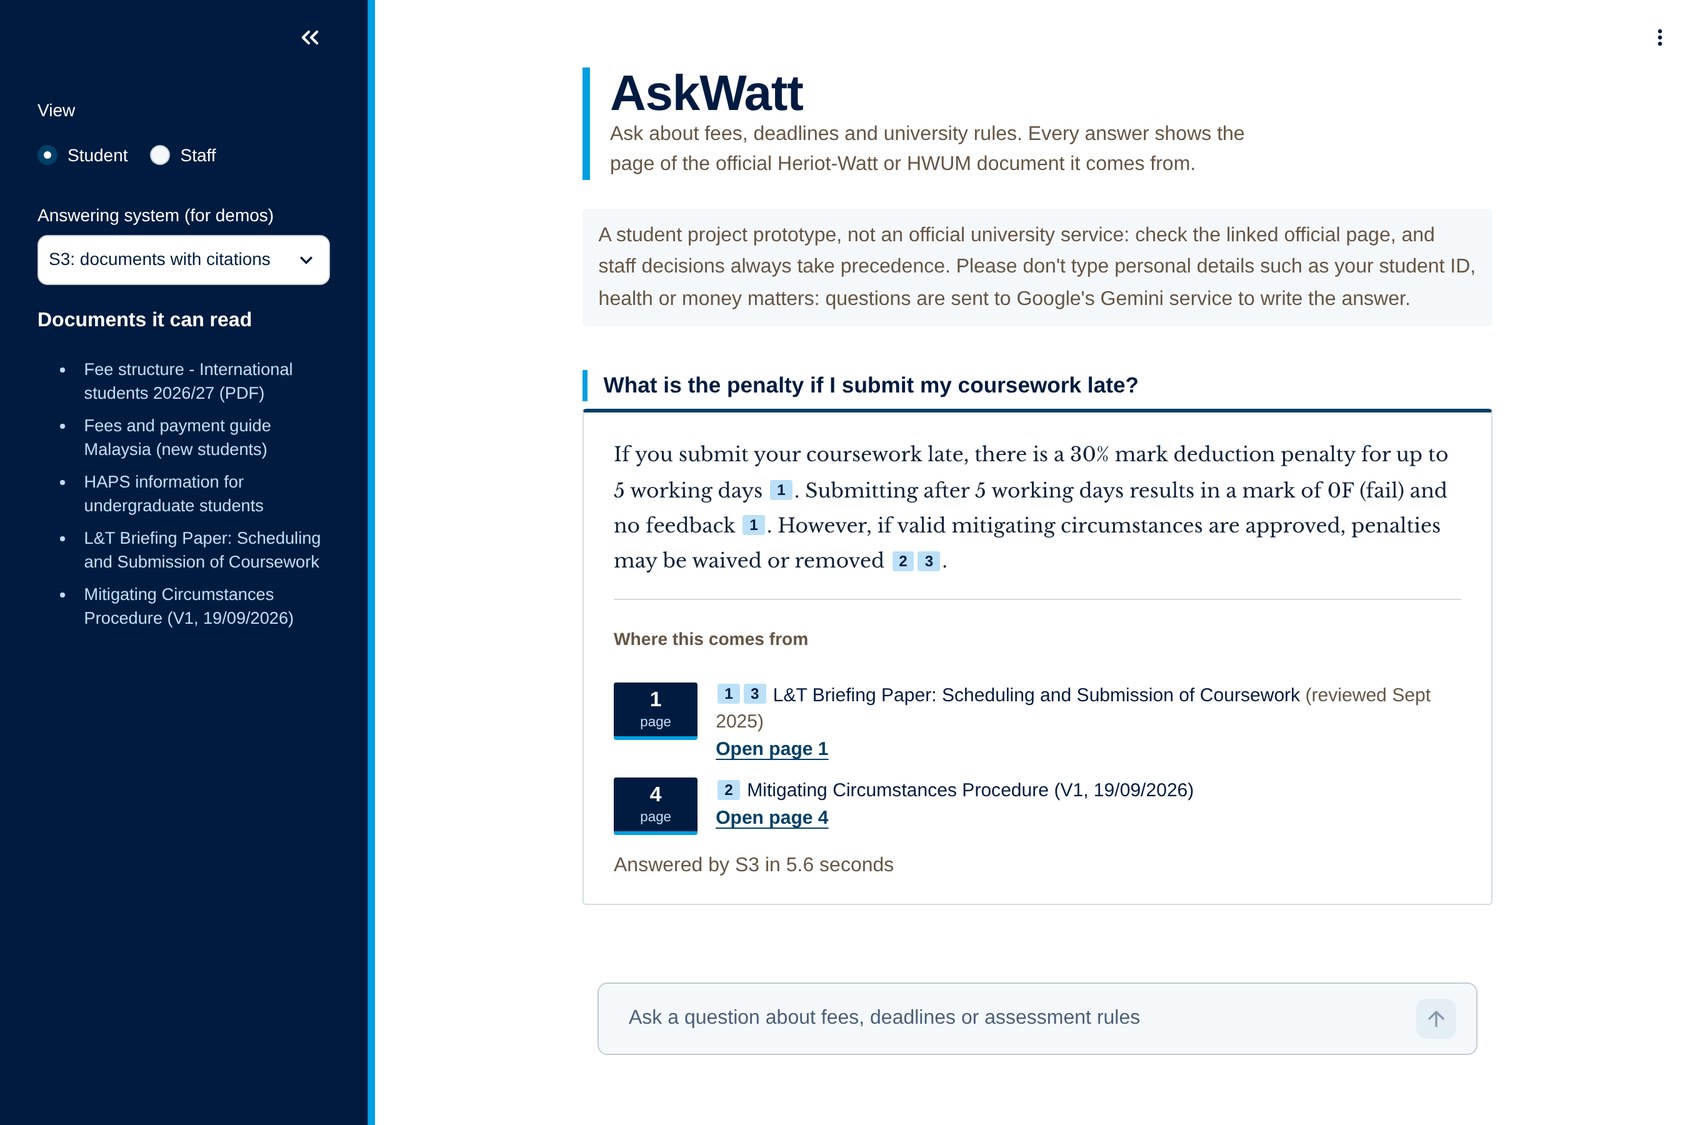 View
Student
Staff
Answering system (for demos)
S3: documents with citations
Documents it can read
Fee structure - International
students 2026/27 (PDF)
Fees and payment guide
Malaysia (new students)
HAPS information for
undergraduate students
L&T Briefing Paper: Scheduling
and Submission of Coursework
Mitigating Circumstances
Procedure (V1, 19/09/2026)
AskWatt
Ask about fees, deadlines and university rules. Every answer shows the
page of the official Heriot-Watt or HWUM document it comes from.
A student project prototype, not an official university service: check the linked official page, and
staff decisions always take precedence. Please don't type personal details such as your student ID,
health or money matters: questions are sent to Google's Gemini service to write the answer.
What is the penalty if I submit my coursework late?
If you submit your coursework late, there is a 30% mark deduction penalty for up to
5 working days 1. Submitting after 5 working days results in a mark of 0F (fail) and
no feedback 1. However, if valid mitigating circumstances are approved, penalties
may be waived or removed 2 3.
Where this comes from
1
page
1 3 L&T Briefing Paper: Scheduling and Submission of Coursework (reviewed Sept
2025)
Open page 1
4
page
2 Mitigating Circumstances Procedure (V1, 19/09/2026)
Open page 4
Answered by S3 in 5.6 seconds
Ask a question about fees, deadlines or assessment rules